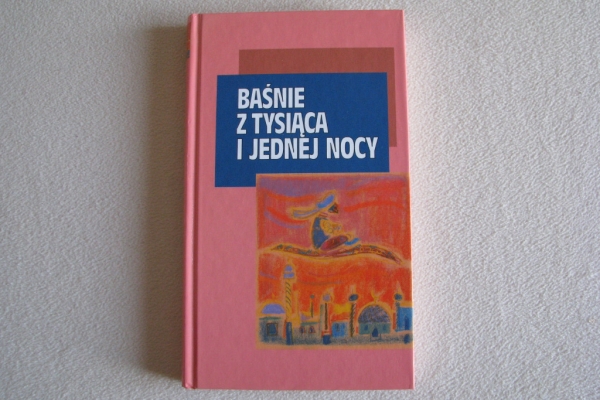 BAŚNIE
Z TYSIĄCA
I JEDNEJ NOCY